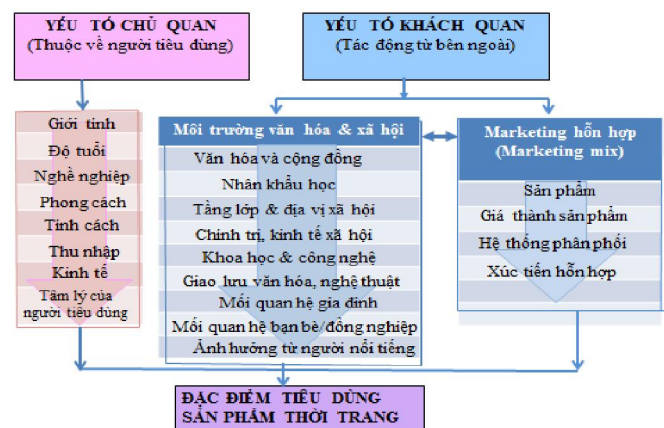 YẾU TỐ CHỦ QUAN
(Thuộc về người tiêu dùng)
YẾU TỐ KHÁCH QUAN
(Tác động từ bên ngoài)
Giới tính
Độ tuổi
Nghề nghiệp
Phong cách
Tính cách
Thu nhập
Kinh tế
Tâm lý của
người tiêu dùng
Môi trường văn hóa & xã hội
Văn hóa và cộng đồng
Nhân khẩu học
Tầng lớp & địa vị xã hội
Chính trị, kinh tế xã hội
Khoa học & công nghệ
Giao lưu văn hóa, nghệ thuật
Mối quan hệ gia đình
Mối quan hệ bạn bè/đồng nghiệp
Ảnh hưởng từ người nổi tiếng
Marketing hỗn hợp
(Marketing mix)
Sản phẩm
Giá thành sản phẩm
Hệ thống phân phối
Xúc tiến hỗn hợp
ĐẶC ĐIỂM TIÊU DÙNG
SẢN PHẨM THỜI TRANG